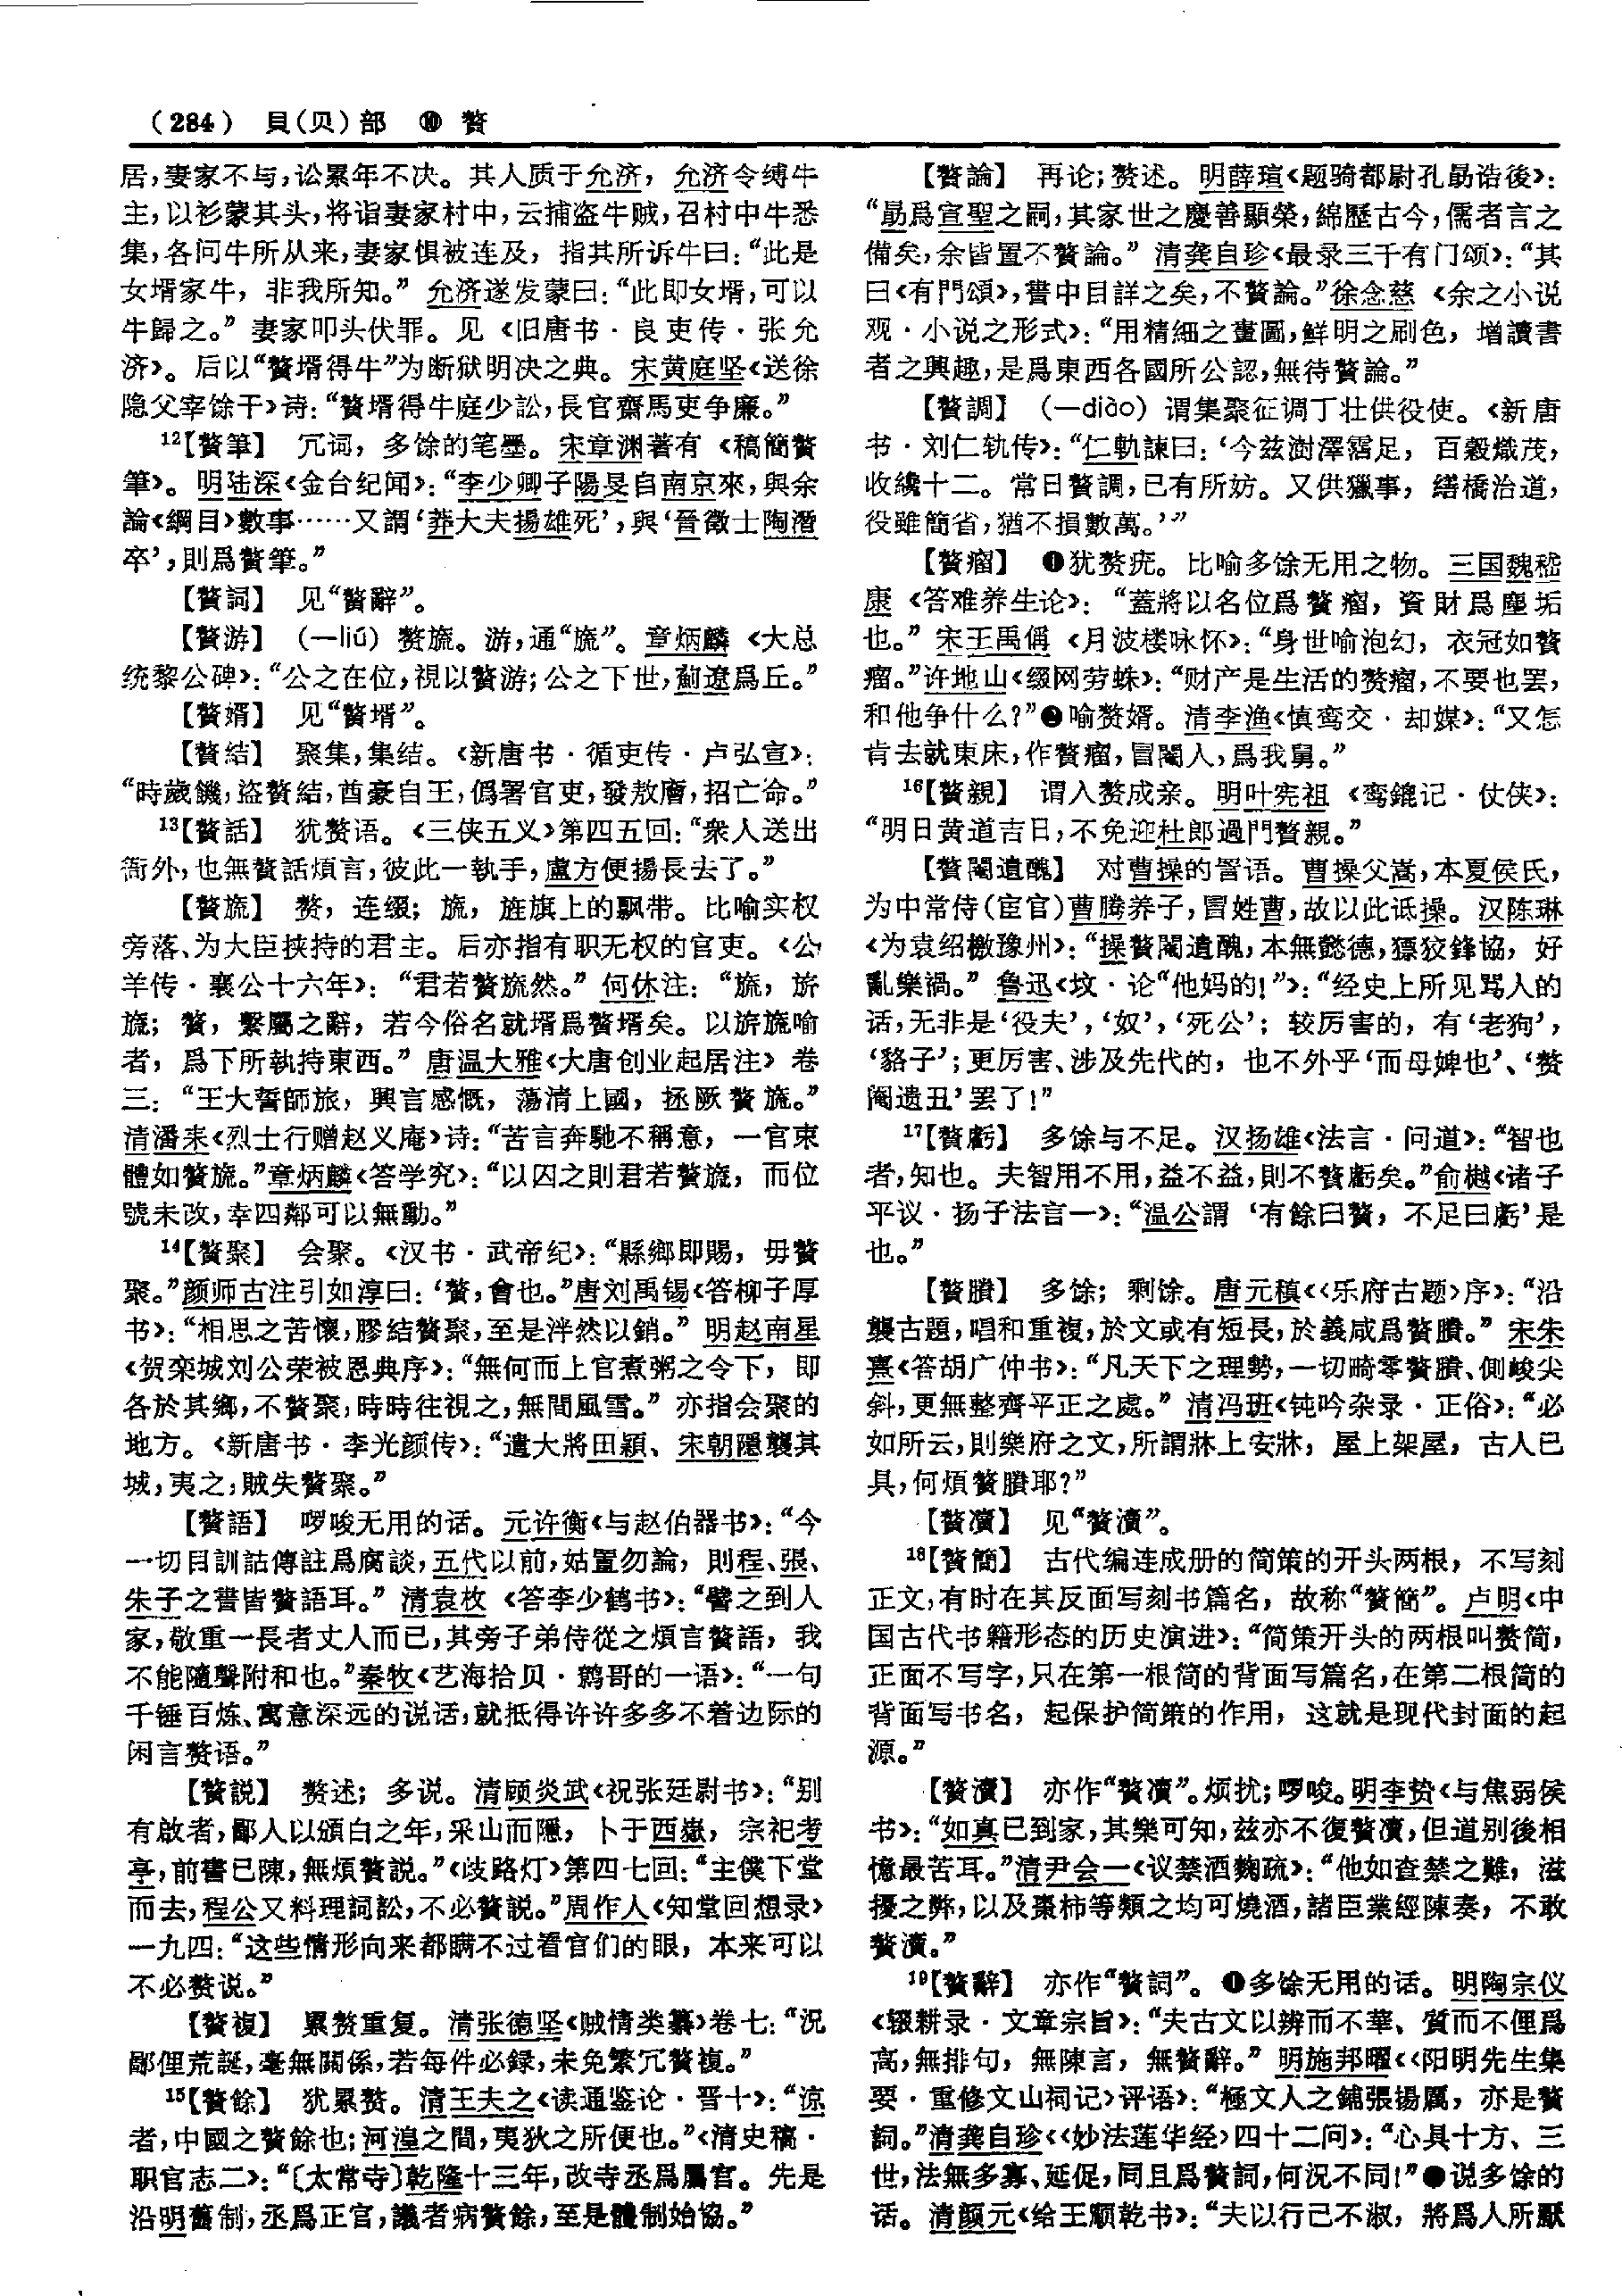 （284） 貝（贝）部 ⑩ 贅
居，妻家不与，讼累年不决。其人质于允济，允济令缚牛
主，以衫蒙其头，将诣妻家村中，云捕盗牛贼，召村中牛悉
集，各问牛所从来，妻家惧被连及，指其所诉牛曰：“此是
女壻家牛，非我所知。”允济遂发蒙曰：“此即女壻，可以
牛歸之。”妻家叩头伏罪。见《旧唐书·良吏传·张允
济》。后以“贅壻得牛”为断狱明决之典。宋黄庭坚《送徐
隐父宰馀干》诗：“贅壻得牛庭少訟，長官齋馬吏争廉。”
12【贅筆】 冗词，多馀的笔墨。宋章渊著有《稿簡贅
筆》。明陆深《金台纪闻》：“李少卿子陽旻自南京來，與余
論《綱目》數事……又謂‘莽大夫揚雄死’，與‘晉徵士陶潛
卒’，則爲贅筆。”
【贅詞】 见“贅辭”。
【贅游】（—liú）赘旒。游，通“旒”。章炳麟《大总
统黎公碑》：“公之在位，視以贅游；公之下世，薊遼爲丘。”
【贅婿】 见“贅壻”。
【贅結】 聚集，集结。《新唐书·循吏传·卢弘宣》：
“時歲饑，盜贅結，酋豪自王，僞署官吏，發敖廥，招亡命。”
13【贅話】 犹赘语。《三侠五义》第四五回：“衆人送出
衙外，也無贅話煩言，彼此一執手，盧方便揚長去了。”
【贅旒】 赘，连缀；旒，旌旗上的飘带。比喻实权
旁落、为大臣挟持的君主。后亦指有职无权的官吏。《公
羊传·襄公十六年》：“君若贅旒然。”何休注：“旒，旂
旒；贅，繫屬之辭，若今俗名就壻爲贅壻矣。以旂旒喻
者，爲下所執持東西。”唐温大雅《大唐创业起居注》卷
三：“王大誓師旅，興言感慨，蕩清上國，拯厥贅旒。”
清潘耒《烈士行赠赵义庵》诗：“苦言奔馳不稱意，一官束
體如贅旒。”章炳麟《答学究》：“以囚之則君若贅旒，而位
號未改，幸四鄰可以無動。”
14【贅聚】 会聚。《汉书·武帝纪》：“縣鄉即賜，毋贅
聚。”颜师古注引如淳曰：‘贅，會也。”唐刘禹锡《答柳子厚
书》：“相思之苦懷，膠結贅聚，至是泮然以銷。”明赵南星
《贺栾城刘公荣被恩典序》：“無何而上官煮粥之令下，即
各於其鄉，不贅聚，時時往視之，無間風雪。”亦指会聚的
地方。《新唐书·李光颜传》：“遣大將田穎、宋朝隱襲其
城，夷之，賊失贅聚。”
【贅語】 啰唆无用的话。元许衡《与赵伯器书》：“今
一切目訓詁傳註爲腐談，五代以前，姑置勿論，則程、張、
朱子之書皆贅語耳。”清袁枚《答李少鹤书》：“譬之到人
家，敬重一長者丈人而已，其旁子弟侍從之煩言贅語，我
不能隨聲附和也。”秦牧《艺海拾贝·鹩哥的一语》：“一句
千锤百炼、寓意深远的说话，就抵得许许多多不着边际的
闲言赘语。”
【贅説】 赘述；多说。清顾炎武《祝张廷尉书》：“别
有啟者，鄙人以頒白之年，采山而隱，卜于西嶽，宗祀考
亭，前書已陳，無煩贅説。”《歧路灯》第四七回：“主僕下堂
而去，程公又料理詞訟，不必贅説。”周作人《知堂回想录》
一九四：“这些情形向来都瞒不过看官们的眼，本来可以
不必赘说。”
【贅複】 累赘重复。清张德坚《贼情类纂》卷七：“況
鄙俚荒誕，毫無關係，若每件必録，未免繁冗贅複。”
15【贅餘】 犹累赘。清王夫之《读通鉴论·晋十》：“涼
者，中國之贅餘也；河湟之間，夷狄之所便也。”《清史稿·
职官志二》：“〔太常寺〕乾隆十三年，改寺丞爲屬官。先是
沿明舊制，丞爲正官，議者病贅餘，至是體制始協。”
【贅論】 再论；赘述。明薛瑄《题骑都尉孔勗诰後》：
“勗爲宣聖之嗣，其家世之慶善顯榮，綿歷古今，儒者言之
備矣，余皆置不贅論。”清龚自珍《最录三千有门颂》：“其
曰《有門頌》，書中目詳之矣，不贅論。”徐念慈《余之小说
观·小说之形式》：“用精細之畫圖，鮮明之刷色，增讀書
者之興趣，是爲東西各國所公認，無待贅論。”
【贅調】（—diào）谓集聚征调丁壮供役使。《新唐
书·刘仁轨传》：“仁軌諫曰：‘今兹澍澤霑足，百穀熾茂，
收纔十二。常日贅調，已有所妨。又供獵事，繕橋治道，
役雖簡省，猶不損數萬。’”
【贅瘤】 ❶犹赘疣。比喻多馀无用之物。三国魏嵇
康《答难养生论》：“蓋將以名位爲贅瘤，資財爲塵垢
也。”宋王禹偁《月波楼咏怀》：“身世喻泡幻，衣冠如贅
瘤。”许地山《缀网劳蛛》：“财产是生活的赘瘤，不要也罢，
和他争什么？”❷喻赘婿。清李渔《慎鸾交·却媒》：“又怎
肯去就東床，作贅瘤，冒閹人，爲我舅。”
16【贅親】 谓入赘成亲。明叶宪祖《鸾鎞记·仗侠》：
“明日黄道吉日，不免迎杜郎過門贅親。”
【贅閹遺醜】 对曹操的詈语。曹操父嵩，本夏侯氏，
为中常侍（宦官）曹腾养子，冒姓曹，故以此诋操。汉陈琳
《为袁绍檄豫州》：“操贅閹遺醜，本無懿德，獧狡鋒協，好
亂樂禍。”鲁迅《坟·论“他妈的！”》：“经史上所见骂人的
话，无非是‘役夫’，‘奴’，‘死公’；较厉害的，有‘老狗’，
‘貉子’；更厉害、涉及先代的，也不外乎‘而母婢也’、‘赘
阉遗丑’罢了！”
17【贅虧】 多馀与不足。汉扬雄《法言·问道》：“智也
者，知也。夫智用不用，益不益，則不贅虧矣。”俞樾《诸子
平议·扬子法言一》：“温公謂‘有餘曰贅，不足曰虧’是
也。”
【贅賸】 多馀；剩馀。唐元稹《〈乐府古题〉序》：“沿
襲古題，唱和重複，於文或有短長，於義咸爲贅賸。”宋朱
熹《答胡广仲书》：“凡天下之理勢，一切畸零贅賸、側峻尖
斜，更無整齊平正之處。”清冯班《钝吟杂录·正俗》：“必
如所云，則樂府之文，所謂牀上安牀，屋上架屋，古人已
具，何煩贅賸耶？”
【贅凟】 见“贅瀆”。
18【贅簡】 古代编连成册的简策的开头两根，不写刻
正文，有时在其反面写刻书篇名，故称“贅簡”。卢明《中
国古代书籍形态的历史演进》：“简策开头的两根叫赘简，
正面不写字，只在第一根简的背面写篇名，在第二根简的
背面写书名，起保护简策的作用，这就是现代封面的起
源。”
【贅瀆】 亦作“贅凟”。烦扰；啰唆。明李贽《与焦弱侯
书》：“如真已到家，其樂可知，兹亦不復贅凟，但道别後相
憶最苦耳。”清尹会一《议禁酒麴疏》：“他如查禁之難，滋
擾之弊，以及棗柿等類之均可燒酒，諸臣業經陳奏，不敢
贅瀆。”
19【贅辭】 亦作“贅詞”。❶多馀无用的话。明陶宗仪
《辍耕录·文章宗旨》：“夫古文以辨而不華、質而不俚爲
高，無排句，無陳言，無贅辭。”明施邦曜《〈阳明先生集
要·重修文山祠记〉评语》：“極文人之鋪張揚厲，亦是贅
詞。”清龚自珍《〈妙法莲华经〉四十二问》：“心具十方、三
世，法無多寡、延促，同且爲贅詞，何況不同！”❷说多馀的
话。清颜元《给王顺乾书》：“夫以行己不淑，將爲人所厭